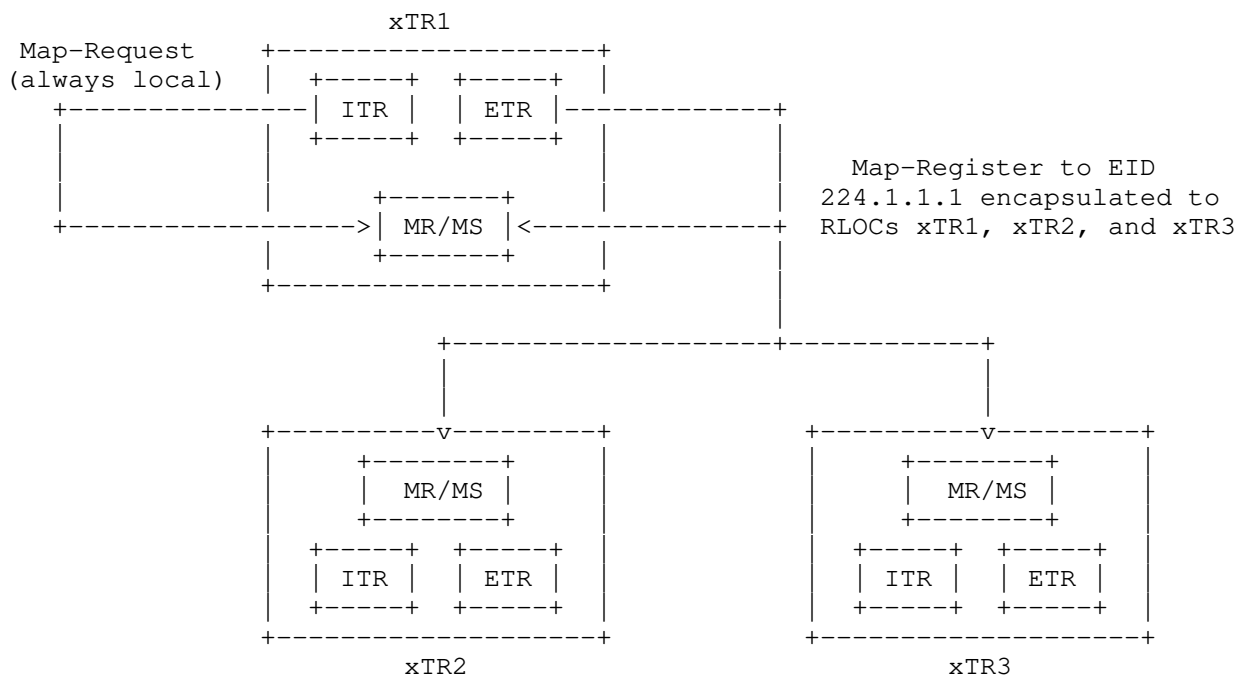 xTR1
Map-Request
(always local)
ITR ETR
Map-Register to EID
224.1.1.1 encapsulated to
MR/MS RLOCs xTR1, xTR2, and xTR3
MR/MS MR/MS
ITR ETR ITR ETR
xTR2 xTR3